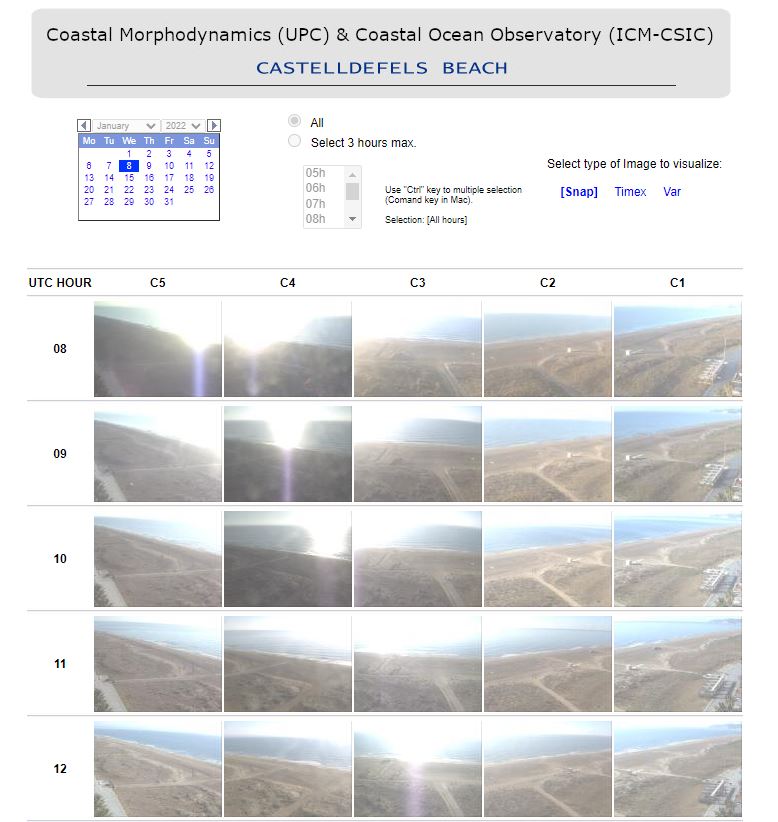 Coastal Morphodynamics (UPC) & Coastal Ocean Observatory (ICM-CSIC)
CASTELLDEFELS BEACH
January 2022
Mo Tu We Th Fr Sa Su
1 2 3 4 5
6 7 8 9 10 11 12
13 14 15 16 17 18 19
20 21 22 23 24 25 26
27 28 29 30 31
All
Select 3 hours max.
05h
06h
07h
08h
Use "Ctrl" key to multiple selection
(Comand key in Mac).
Selection: [All hours]
Select type of Image to visualize:
[Snap] Timex Var
UTC HOUR C5 C4 C3 C2 C1
08
09
10
11
12